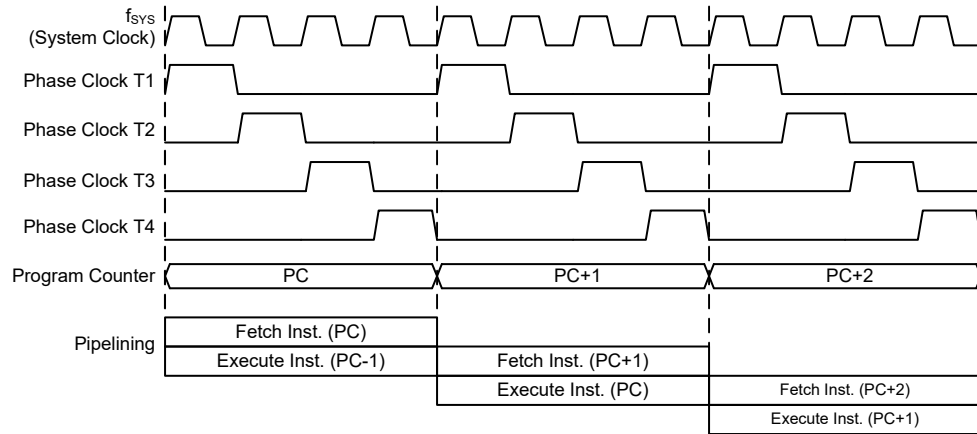 fSYS
(System Clock)
Phase Clock T1
Phase Clock T2
Phase Clock T3
Phase Clock T4
Program Counter PC PC+1 PC+2
Pipelining
Fetch Inst. (PC)
Execute Inst. (PC-1) Fetch Inst. (PC+1)
Execute Inst. (PC) Fetch Inst. (PC+2)
Execute Inst. (PC+1)